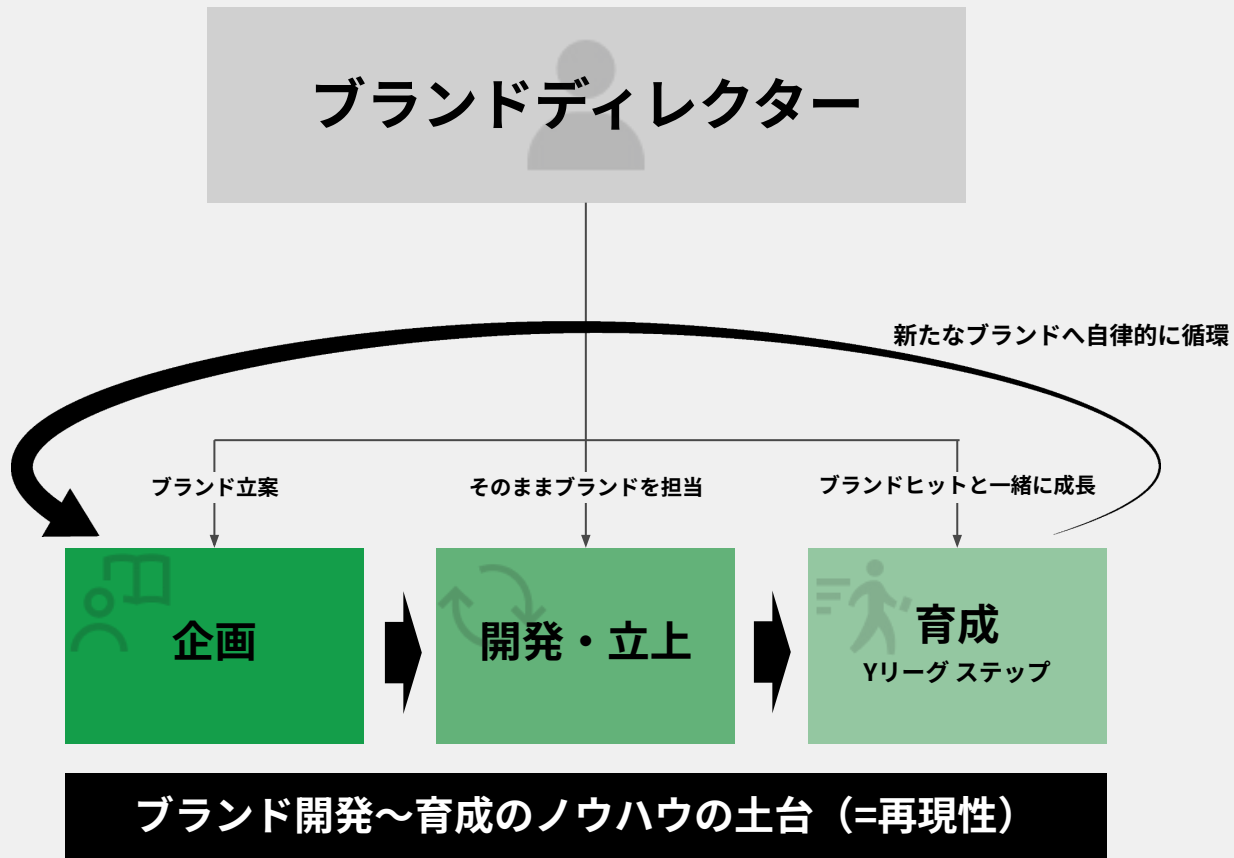 ブランドディレクター
新たなブランドへ自律的に循環
ブランド立案
そのままブランドを担当
ブランドヒットと一緒に成長
企画
開発・立上
育成
Yリーグ ステップ
ブランド開発～育成のノウハウの土台（=再現性）